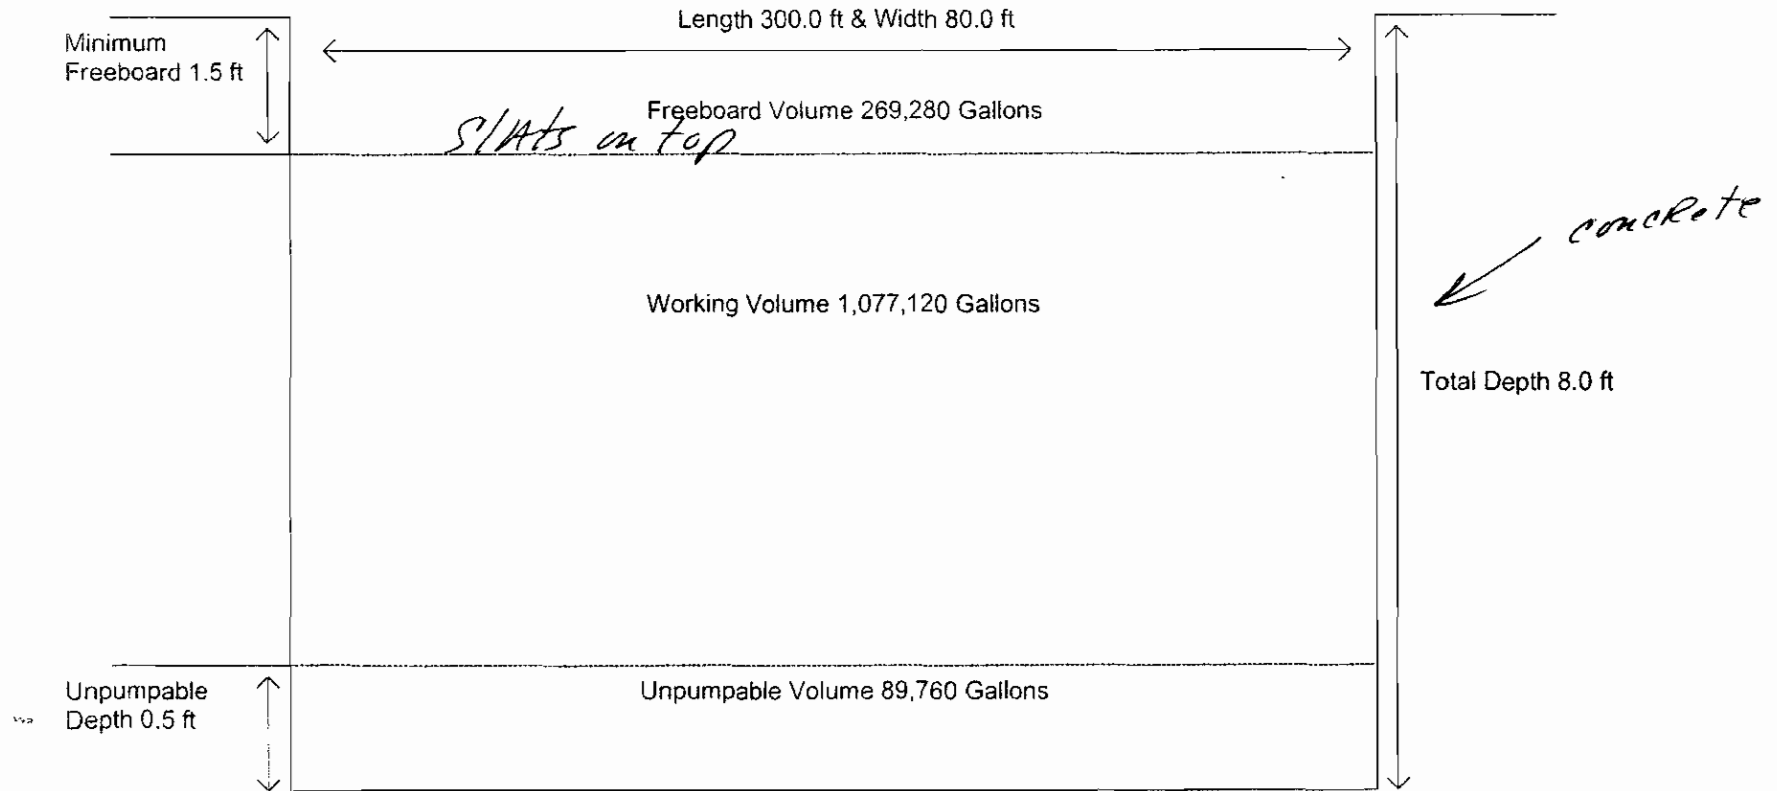 Length 300.0 ft & Width 80.0 ft
Minimum
Freeboard 1.5 ft
Freeboard Volume 269,280 Gallons
Slats on top
concrete
Working Volume 1,077,120 Gallons
Total Depth 8.0 ft
Unpumpable
Depth 0.5 ft
Unpumpable Volume 89,760 Gallons